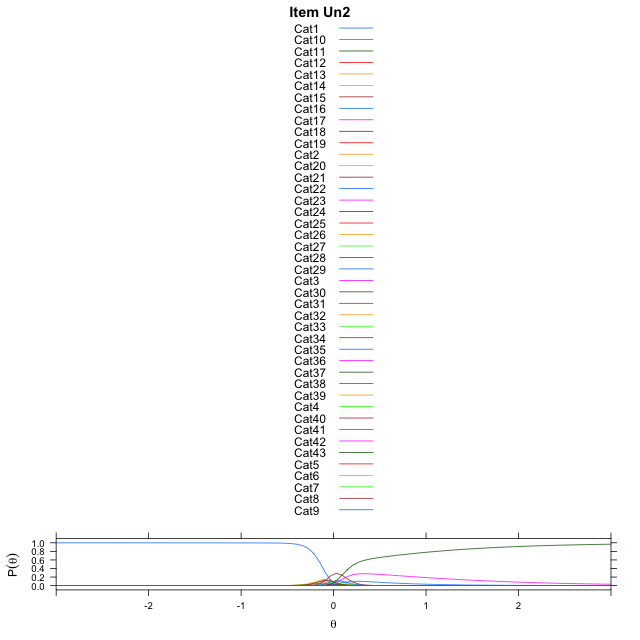 Item Un2
Cat1
Cat10
Cat11
Cat12
Cat13
Cat14
Cat15
Cat16
Cat17
Cat18
Cat19
Cat2
Cat20
Cat21
Cat22
Cat23
Cat24
Cat25
Cat26
Cat27
Cat28
Cat29
Cat3
Cat30
Cat31
Cat32
Cat33
Cat34
Cat35
Cat36
Cat37
Cat38
Cat39
Cat4
Cat40
Cat41
Cat42
Cat43
Cat5
Cat6
Cat7
Cat8
Cat9
P(θ)
1.0
0.8
0.6
0.4
0.2
0.0
-2 -1 0 1 2
θ